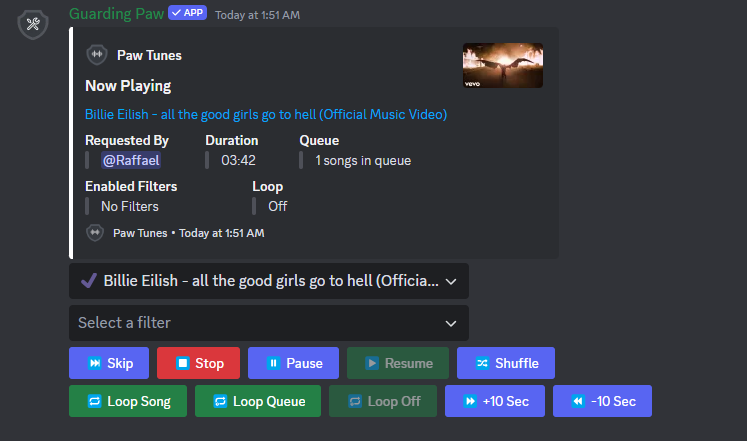 Guarding Paw ✓ APP Today at 1:51 AM
Paw Tunes
Now Playing
Billie Eilish - all the good girls go to hell (Official Music Video)
vevo
Requested By Duration Queue
@Raffael 03:42 1 songs in queue
Enabled Filters Loop
No Filters Off
Paw Tunes • Today at 1:51 AM
Billie Eilish - all the good girls go to hell (Officia...
Select a filter
Skip Stop Pause Resume Shuffle
Loop Song Loop Queue Loop Off +10 Sec -10 Sec